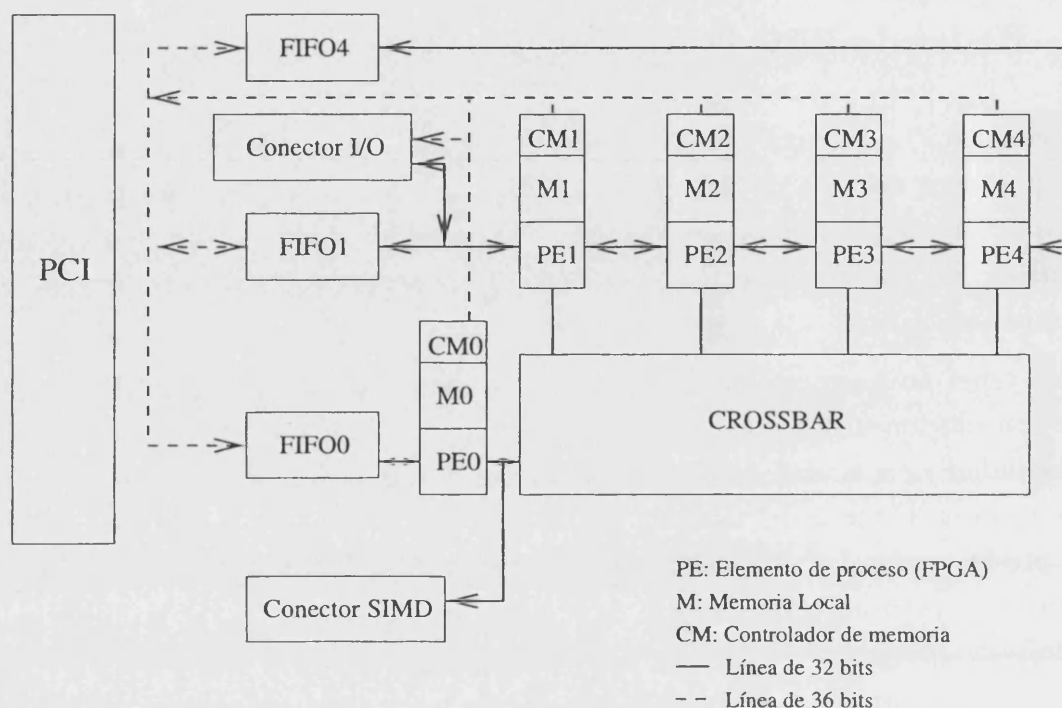 FIFO4
CM1 CM2 CM3 CM4
Conector I/O
M1 M2 M3 M4
FIFO1
PE1 PE2 PE3 PE4
PCI
CM0
M0
CROSSBAR
FIFO0
PE0
Conector SIMD
PE: Elemento de proceso (FPGA)
M: Memoria Local
CM: Controlador de memoria
Línea de 32 bits
Línea de 36 bits